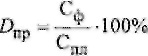 Dпр = Cф / Cпл · 100%